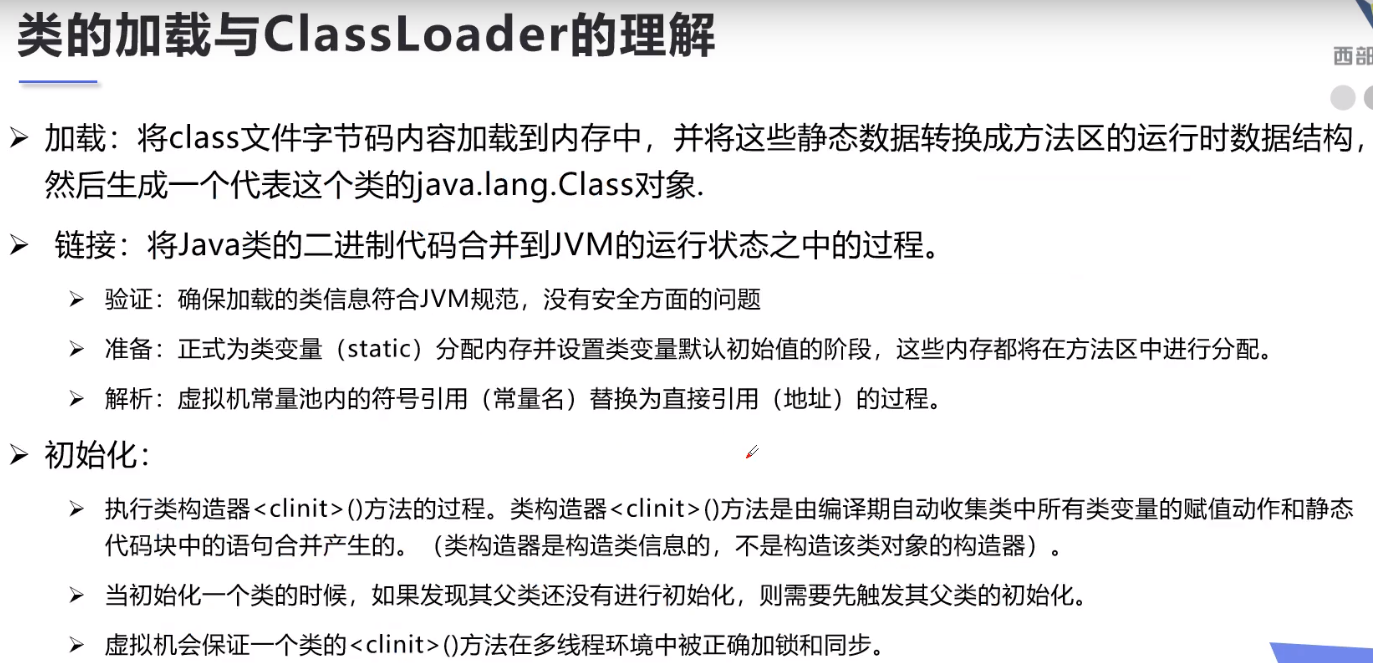 类的加载与ClassLoader的理解
西部
加载：将class文件字节码内容加载到内存中，并将这些静态数据转换成方法区的运行时数据结构，
然后生成一个代表这个类的java.lang.Class对象.
链接：将Java类的二进制代码合并到JVM的运行状态之中的过程。
验证：确保加载的类信息符合JVM规范，没有安全方面的问题
准备：正式为类变量（static）分配内存并设置类变量默认初始值的阶段，这些内存都将在方法区中进行分配。
解析：虚拟机常量池内的符号引用（常量名）替换为直接引用（地址）的过程。
初始化：
执行类构造器<clinit>()方法的过程。类构造器<clinit>()方法是由编译期自动收集类中所有类变量的赋值动作和静态
代码块中的语句合并产生的。（类构造器是构造类信息的，不是构造该类对象的构造器）。
当初始化一个类的时候，如果发现其父类还没有进行初始化，则需要先触发其父类的初始化。
虚拟机会保证一个类的<clinit>()方法在多线程环境中被正确加锁和同步。